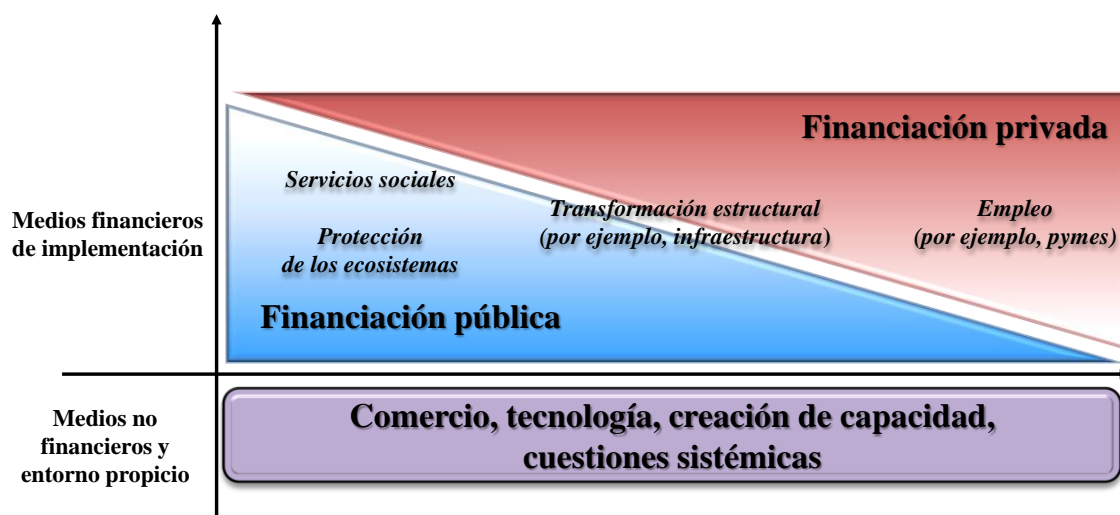 Financiación privada
Servicios sociales
Medios financieros
de implementación
Transformación estructural
(por ejemplo, infraestructura)
Empleo
(por ejemplo, pymes)
Protección
de los ecosistemas
Financiación pública
Medios no
financieros y
entorno propicio
Comercio, tecnología, creación de capacidad,
cuestiones sistémicas